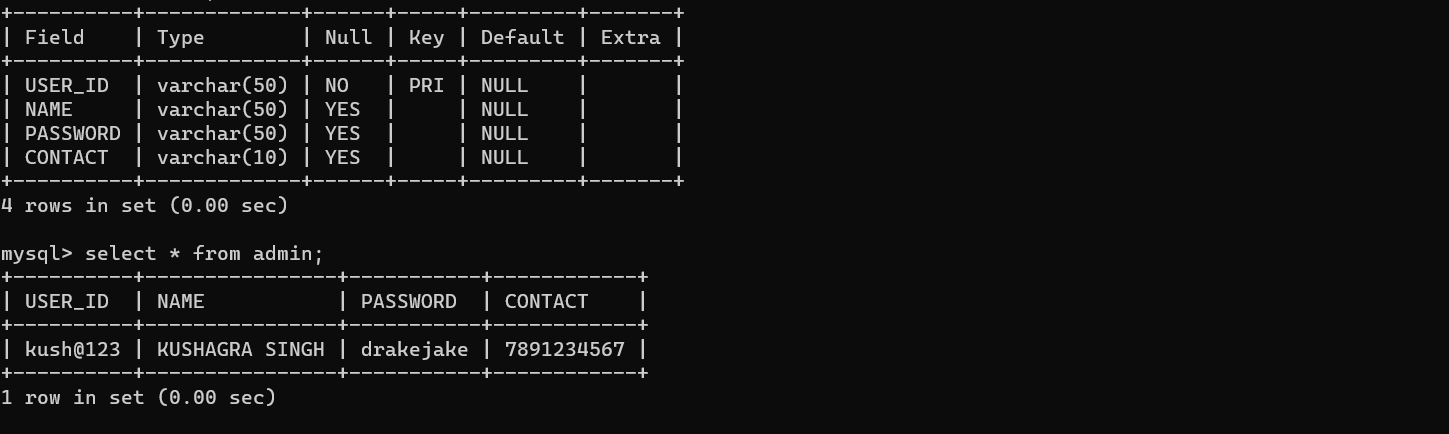 +----------+-------------+------+-----+---------+-------+
| Field    | Type        | Null | Key | Default | Extra |
+----------+-------------+------+-----+---------+-------+
| USER_ID  | varchar(50) | NO   | PRI | NULL    |       |
| NAME     | varchar(50) | YES  |     | NULL    |       |
| PASSWORD | varchar(50) | YES  |     | NULL    |       |
| CONTACT  | varchar(10) | YES  |     | NULL    |       |
+----------+-------------+------+-----+---------+-------+
4 rows in set (0.00 sec)

mysql> select * from admin;
+----------+----------------+-----------+------------+
| USER_ID  | NAME           | PASSWORD  | CONTACT    |
+----------+----------------+-----------+------------+
| kush@123 | KUSHAGRA SINGH | drakejake | 7891234567 |
+----------+----------------+-----------+------------+
1 row in set (0.00 sec)